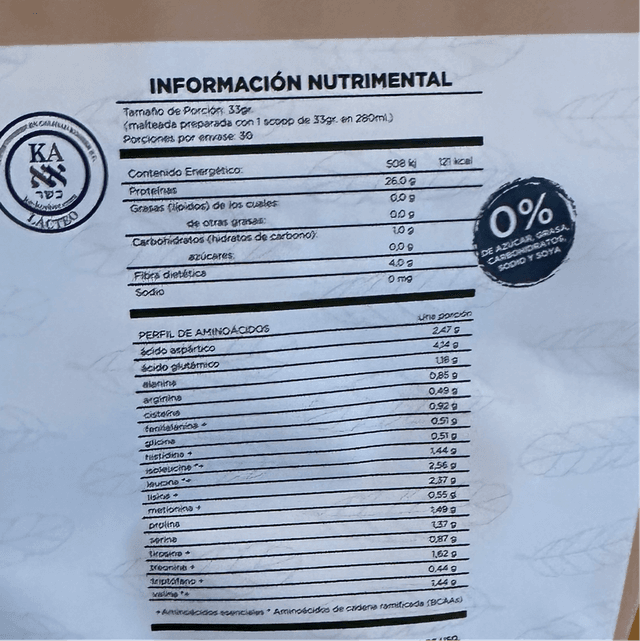 INFORMACIÓN NUTRIMENTAL
Tamaño de Porción: 33gr.
(malteada preparada con 1 scoop de 33gr. en 280ml.)
Porciones por envase: 30
Contenido Energético: 508 kj 121 kcal
Proteínas 26.0 g
Grasas (lípidos) de los cuales: 0,0 g
de otras grasas: 0,0 g
Carbohidratos (hidratos de carbono): 1,0 g
azúcares: 0,0 g
Fibra dietética 4,0 g
Sodio 0 mg
PERFIL DE AMINOÁCIDOS Una porción
ácido aspártico 2,47 g
ácido glutámico 4,14 g
alanina 1,18 g
arginina 0,85 g
cisteína 0,49 g
fenilalanina + 0,92 g
glicina 0,51 g
histidina + 0,51 g
isoleucina *+ 1,44 g
leucina *+ 2,56 g
lisina + 2,37 g
metionina + 0,55 g
prolina 1,49 g
serina 1,37 g
tirosina + 0,87 g
treonina + 1,62 g
triptófano + 0,44 g
valina *+ 1,44 g
+ Aminoácidos esenciales * Aminoácidos de cadena ramificada (BCAAs)
KA
כשר
LÁCTEO
0%
DE AZUCAR, GRASA,
CARBOHIDRATOS,
SODIO Y SOYA